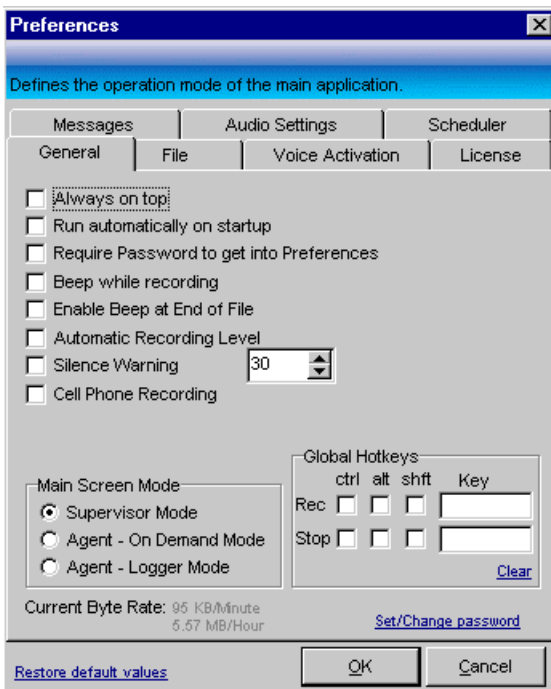 Preferences
Defines the operation mode of the main application.
Messages Audio Settings Scheduler
General File Voice Activation License
Always on top
Run automatically on startup
Require Password to get into Preferences
Beep while recording
Enable Beep at End of File
Automatic Recording Level
Silence Warning 30
Cell Phone Recording
Global Hotkeys
ctrl alt shft Key
Rec
Stop
Clear
Main Screen Mode
Supervisor Mode
Agent - On Demand Mode
Agent - Logger Mode
Current Byte Rate: 95 KB/Minute
5.57 MB/Hour
Set/Change password
Restore default values
OK
Cancel